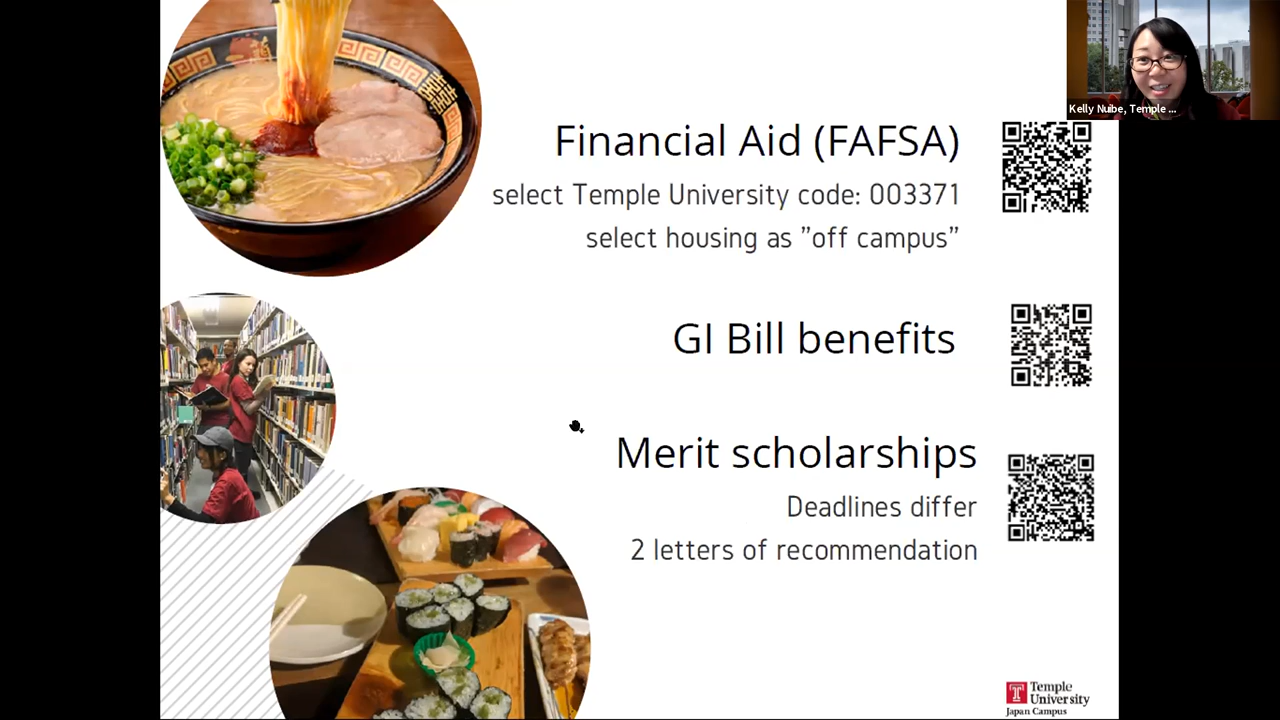 Kelly Nuibe, Temple ...
Financial Aid (FAFSA)
select Temple University code: 003371
select housing as ”off campus”
GI Bill benefits
Merit scholarships
Deadlines differ
2 letters of recommendation
T Temple
University
Japan Campus